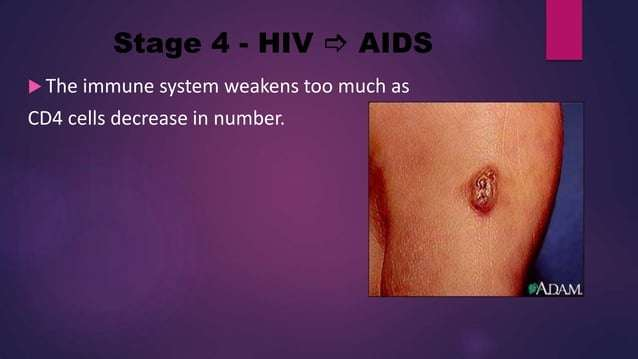 Stage 4 - HIV ⇨ AIDS
The immune system weakens too much as
CD4 cells decrease in number.
ADAM.